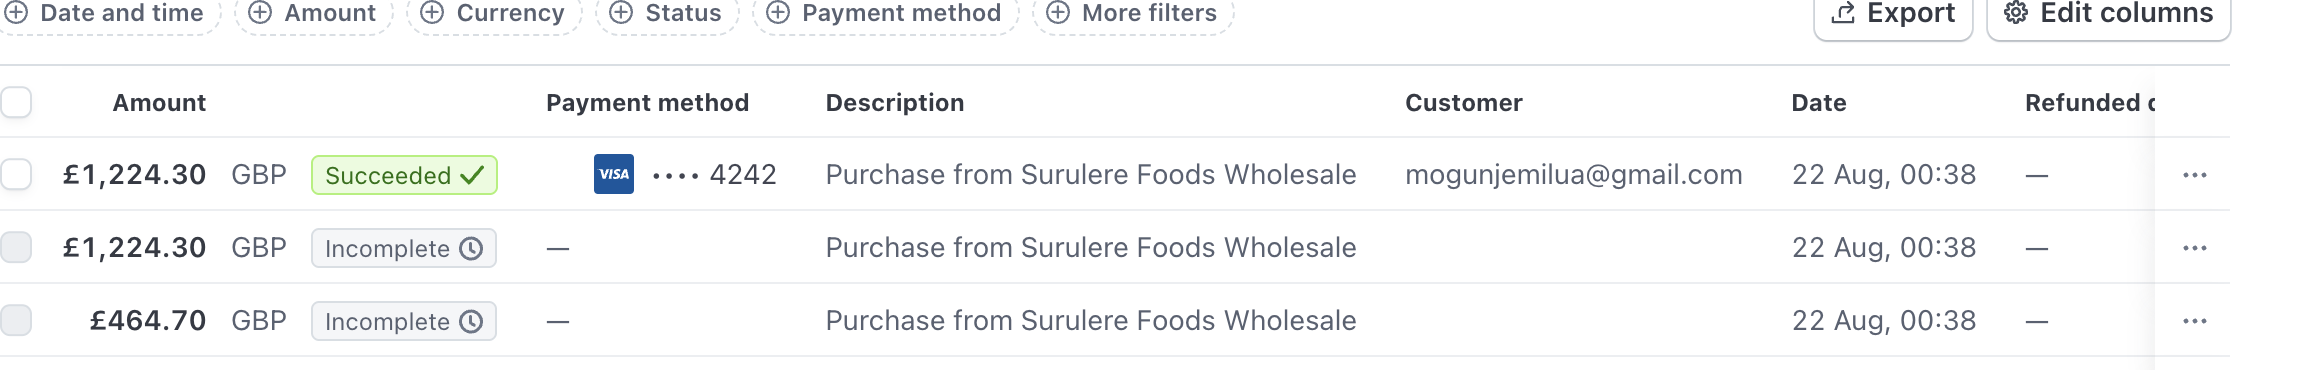 Date and time Amount Currency Status Payment method More filters Export Edit columns
Amount Payment method Description Customer Date Refunded
£1,224.30 GBP Succeeded VISA •••• 4242 Purchase from Surulere Foods Wholesale mogunjemilua@gmail.com 22 Aug, 00:38 —
£1,224.30 GBP Incomplete — Purchase from Surulere Foods Wholesale 22 Aug, 00:38 —
£464.70 GBP Incomplete — Purchase from Surulere Foods Wholesale 22 Aug, 00:38 —